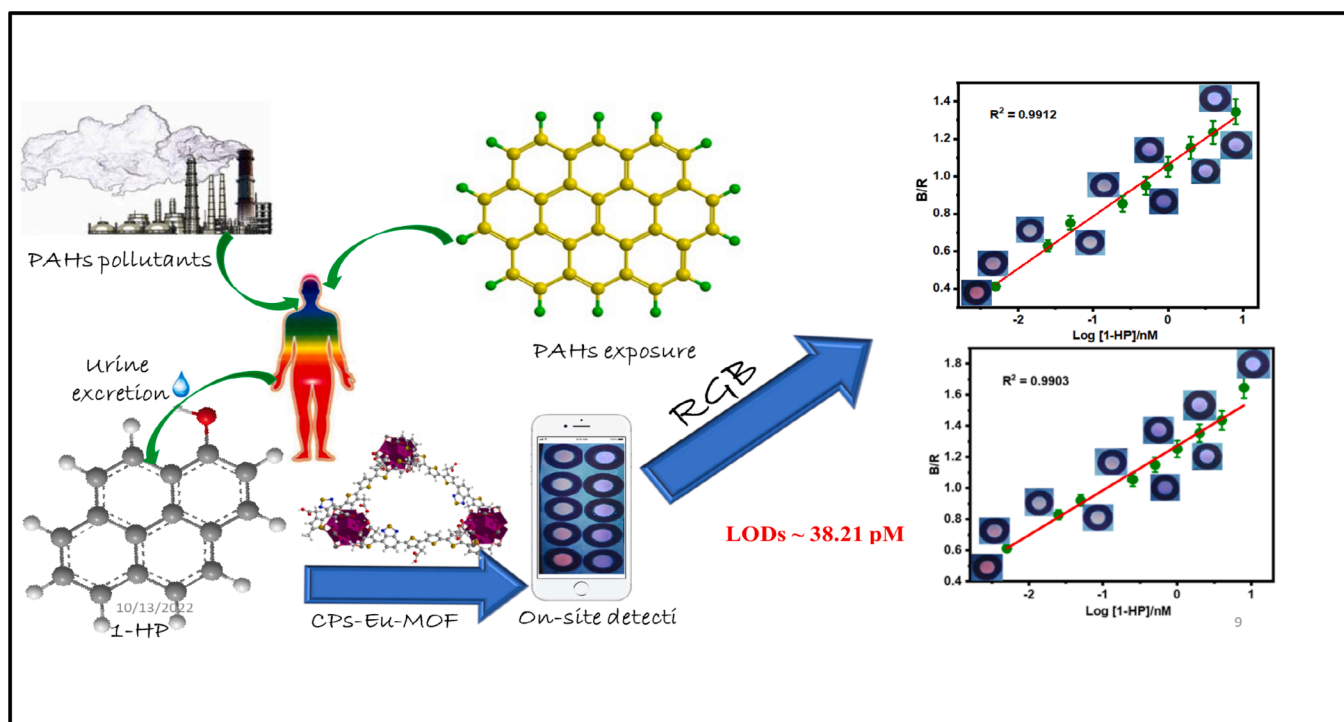 PAHs pollutants
PAHs exposure
Urine
excretion
10/13/2022
1-HP
CPs-Eu-MOF
On-site detecti
RGB
LODs ~ 38.21 pM
R² = 0.9912
B/R
1.4
1.2
1.0
0.8
0.6
0.4
-2 -1 0 1
Log [1-HP]/nM
R² = 0.9903
B/R
1.8
1.6
1.4
1.2
1.0
0.8
0.6
0.4
-2 -1 0 1
Log [1-HP]/nM
9